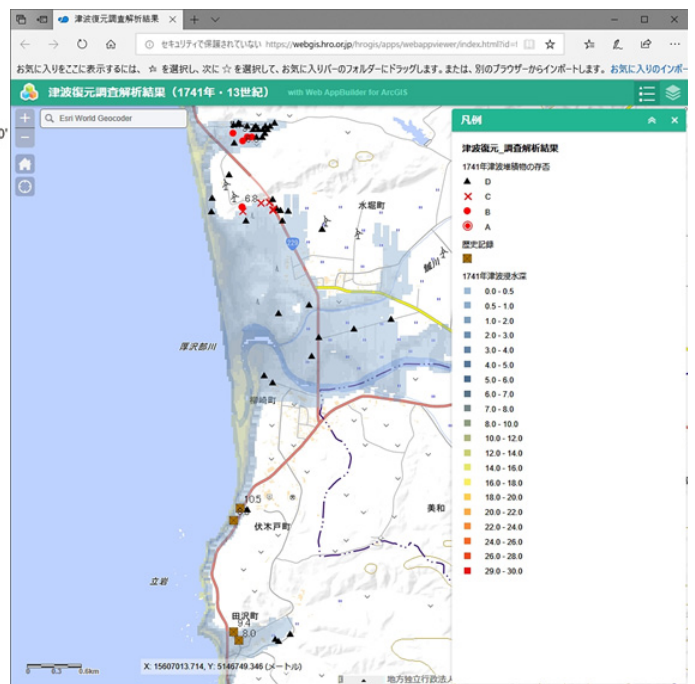 津波復元調査解析結果
セキュリティで保護されていない https://webgis.hro.or.jp/hrogis/apps/webappviewer/index.html?id=
お気に入りをここに表示するには、☆ を選択し、次に ☆ を選択して、お気に入りバーのフォルダーにドラッグします。または、別のブラウザーからインポートします。 お気に入りのインポー
津波復元調査解析結果（1741年・13世紀） with Web AppBuilder for ArcGIS
Esri World Geocoder
0'
凡例
津波復元_調査解析結果
1741年津波堆積物の存否
D
C
B
A
歴史記録
1741年津波浸水深
0.0 - 0.5
0.5 - 1.0
1.0 - 2.0
2.0 - 3.0
3.0 - 4.0
4.0 - 5.0
5.0 - 6.0
6.0 - 7.0
7.0 - 8.0
8.0 - 10.0
10.0 - 12.0
12.0 - 14.0
14.0 - 16.0
16.0 - 18.0
18.0 - 20.0
20.0 - 22.0
22.0 - 24.0
24.0 - 26.0
26.0 - 28.0
29.0 - 30.0
6.8
水堀町
厚沢部川
柳崎町
10.5
伏木戸町
美和
立岩
田沢町
9.4
8.0
0 0.3 0.6km
X: 15607013.714, Y: 5146749.346 (メートル)
地方独立行政法人